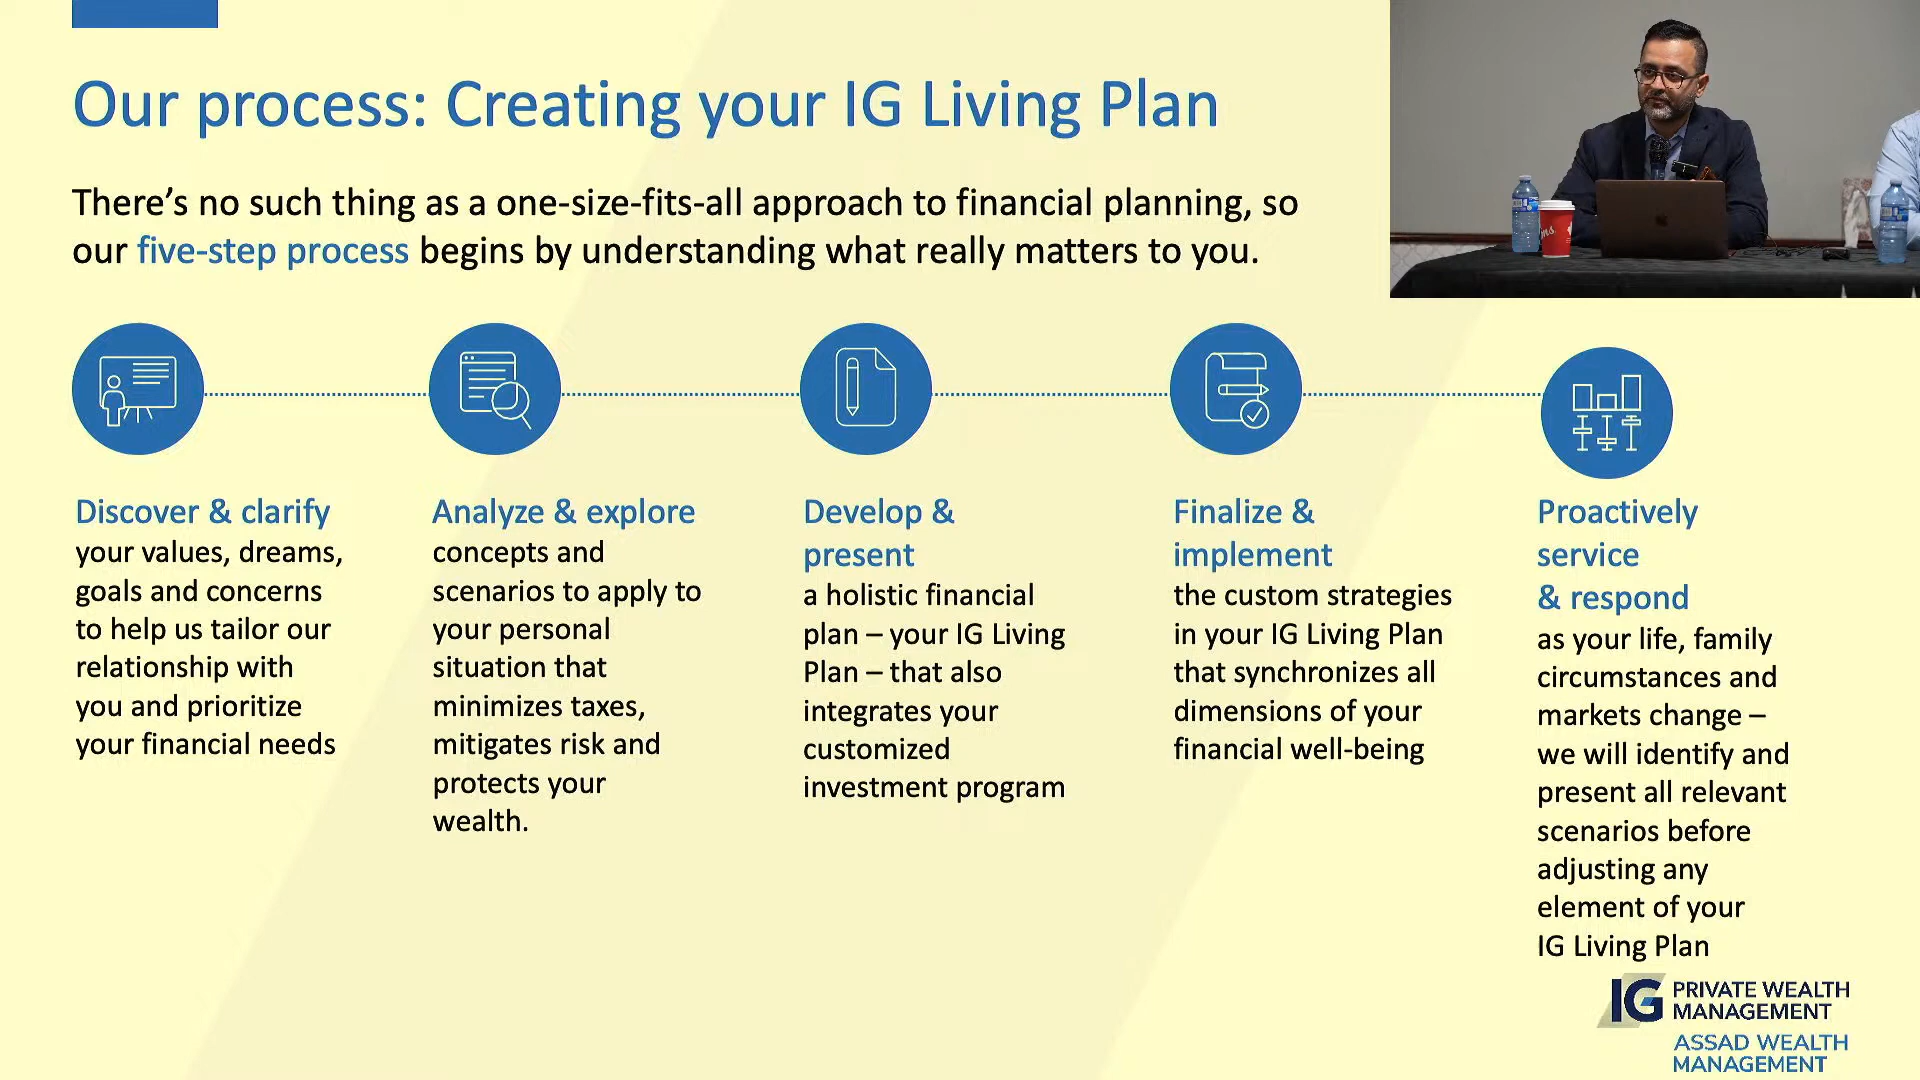 Our process: Creating your IG Living Plan
There’s no such thing as a one-size-fits-all approach to financial planning, so
our five-step process begins by understanding what really matters to you.
Discover & clarify
your values, dreams,
goals and concerns
to help us tailor our
relationship with
you and prioritize
your financial needs
Analyze & explore
concepts and
scenarios to apply to
your personal
situation that
minimizes taxes,
mitigates risk and
protects your
wealth.
Develop &
present
a holistic financial
plan – your IG Living
Plan – that also
integrates your
customized
investment program
Finalize &
implement
the custom strategies
in your IG Living Plan
that synchronizes all
dimensions of your
financial well-being
Proactively
service
& respond
as your life, family
circumstances and
markets change –
we will identify and
present all relevant
scenarios before
adjusting any
element of your
IG Living Plan
IG PRIVATE WEALTH
MANAGEMENT
ASSAD WEALTH
MANAGEMENT